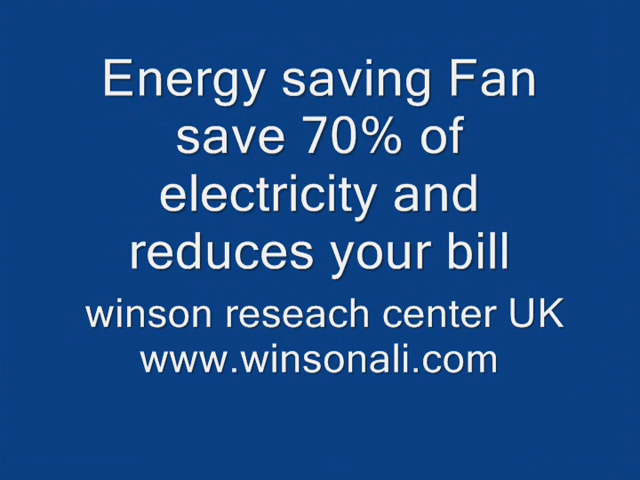 Energy saving Fan
save 70% of
electricity and
reduces your bill
winson reseach center UK
www.winsonali.com